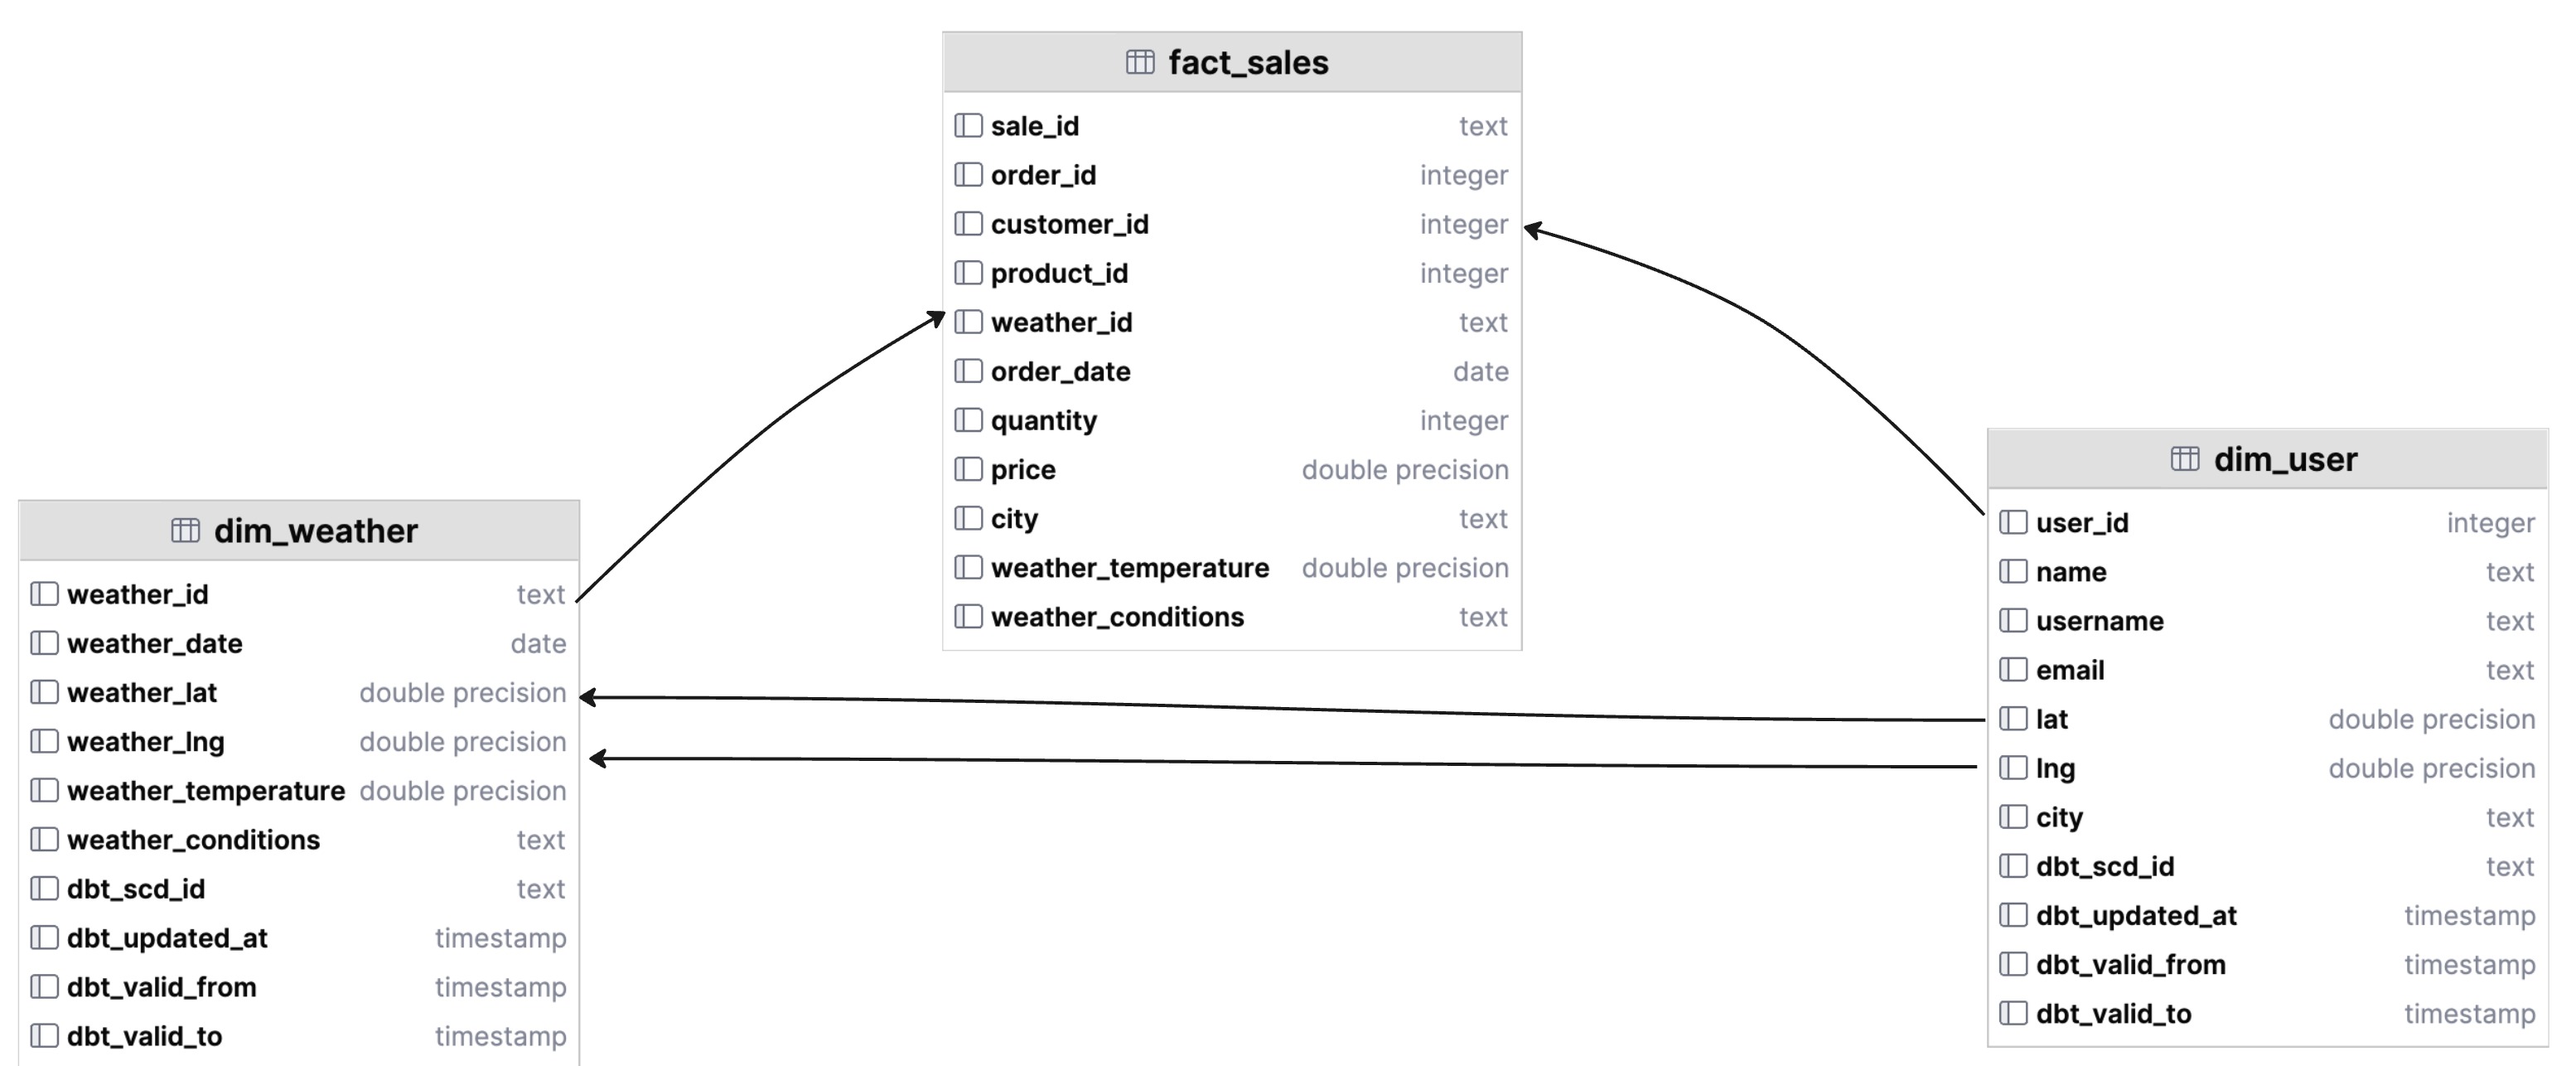 fact_sales
sale_id text
order_id integer
customer_id integer
product_id integer
weather_id text
order_date date
quantity integer
price double precision
city text
weather_temperature double precision
weather_conditions text
dim_weather
weather_id text
weather_date date
weather_lat double precision
weather_lng double precision
weather_temperature double precision
weather_conditions text
dbt_scd_id text
dbt_updated_at timestamp
dbt_valid_from timestamp
dbt_valid_to timestamp
dim_user
user_id integer
name text
username text
email text
lat double precision
lng double precision
city text
dbt_scd_id text
dbt_updated_at timestamp
dbt_valid_from timestamp
dbt_valid_to timestamp